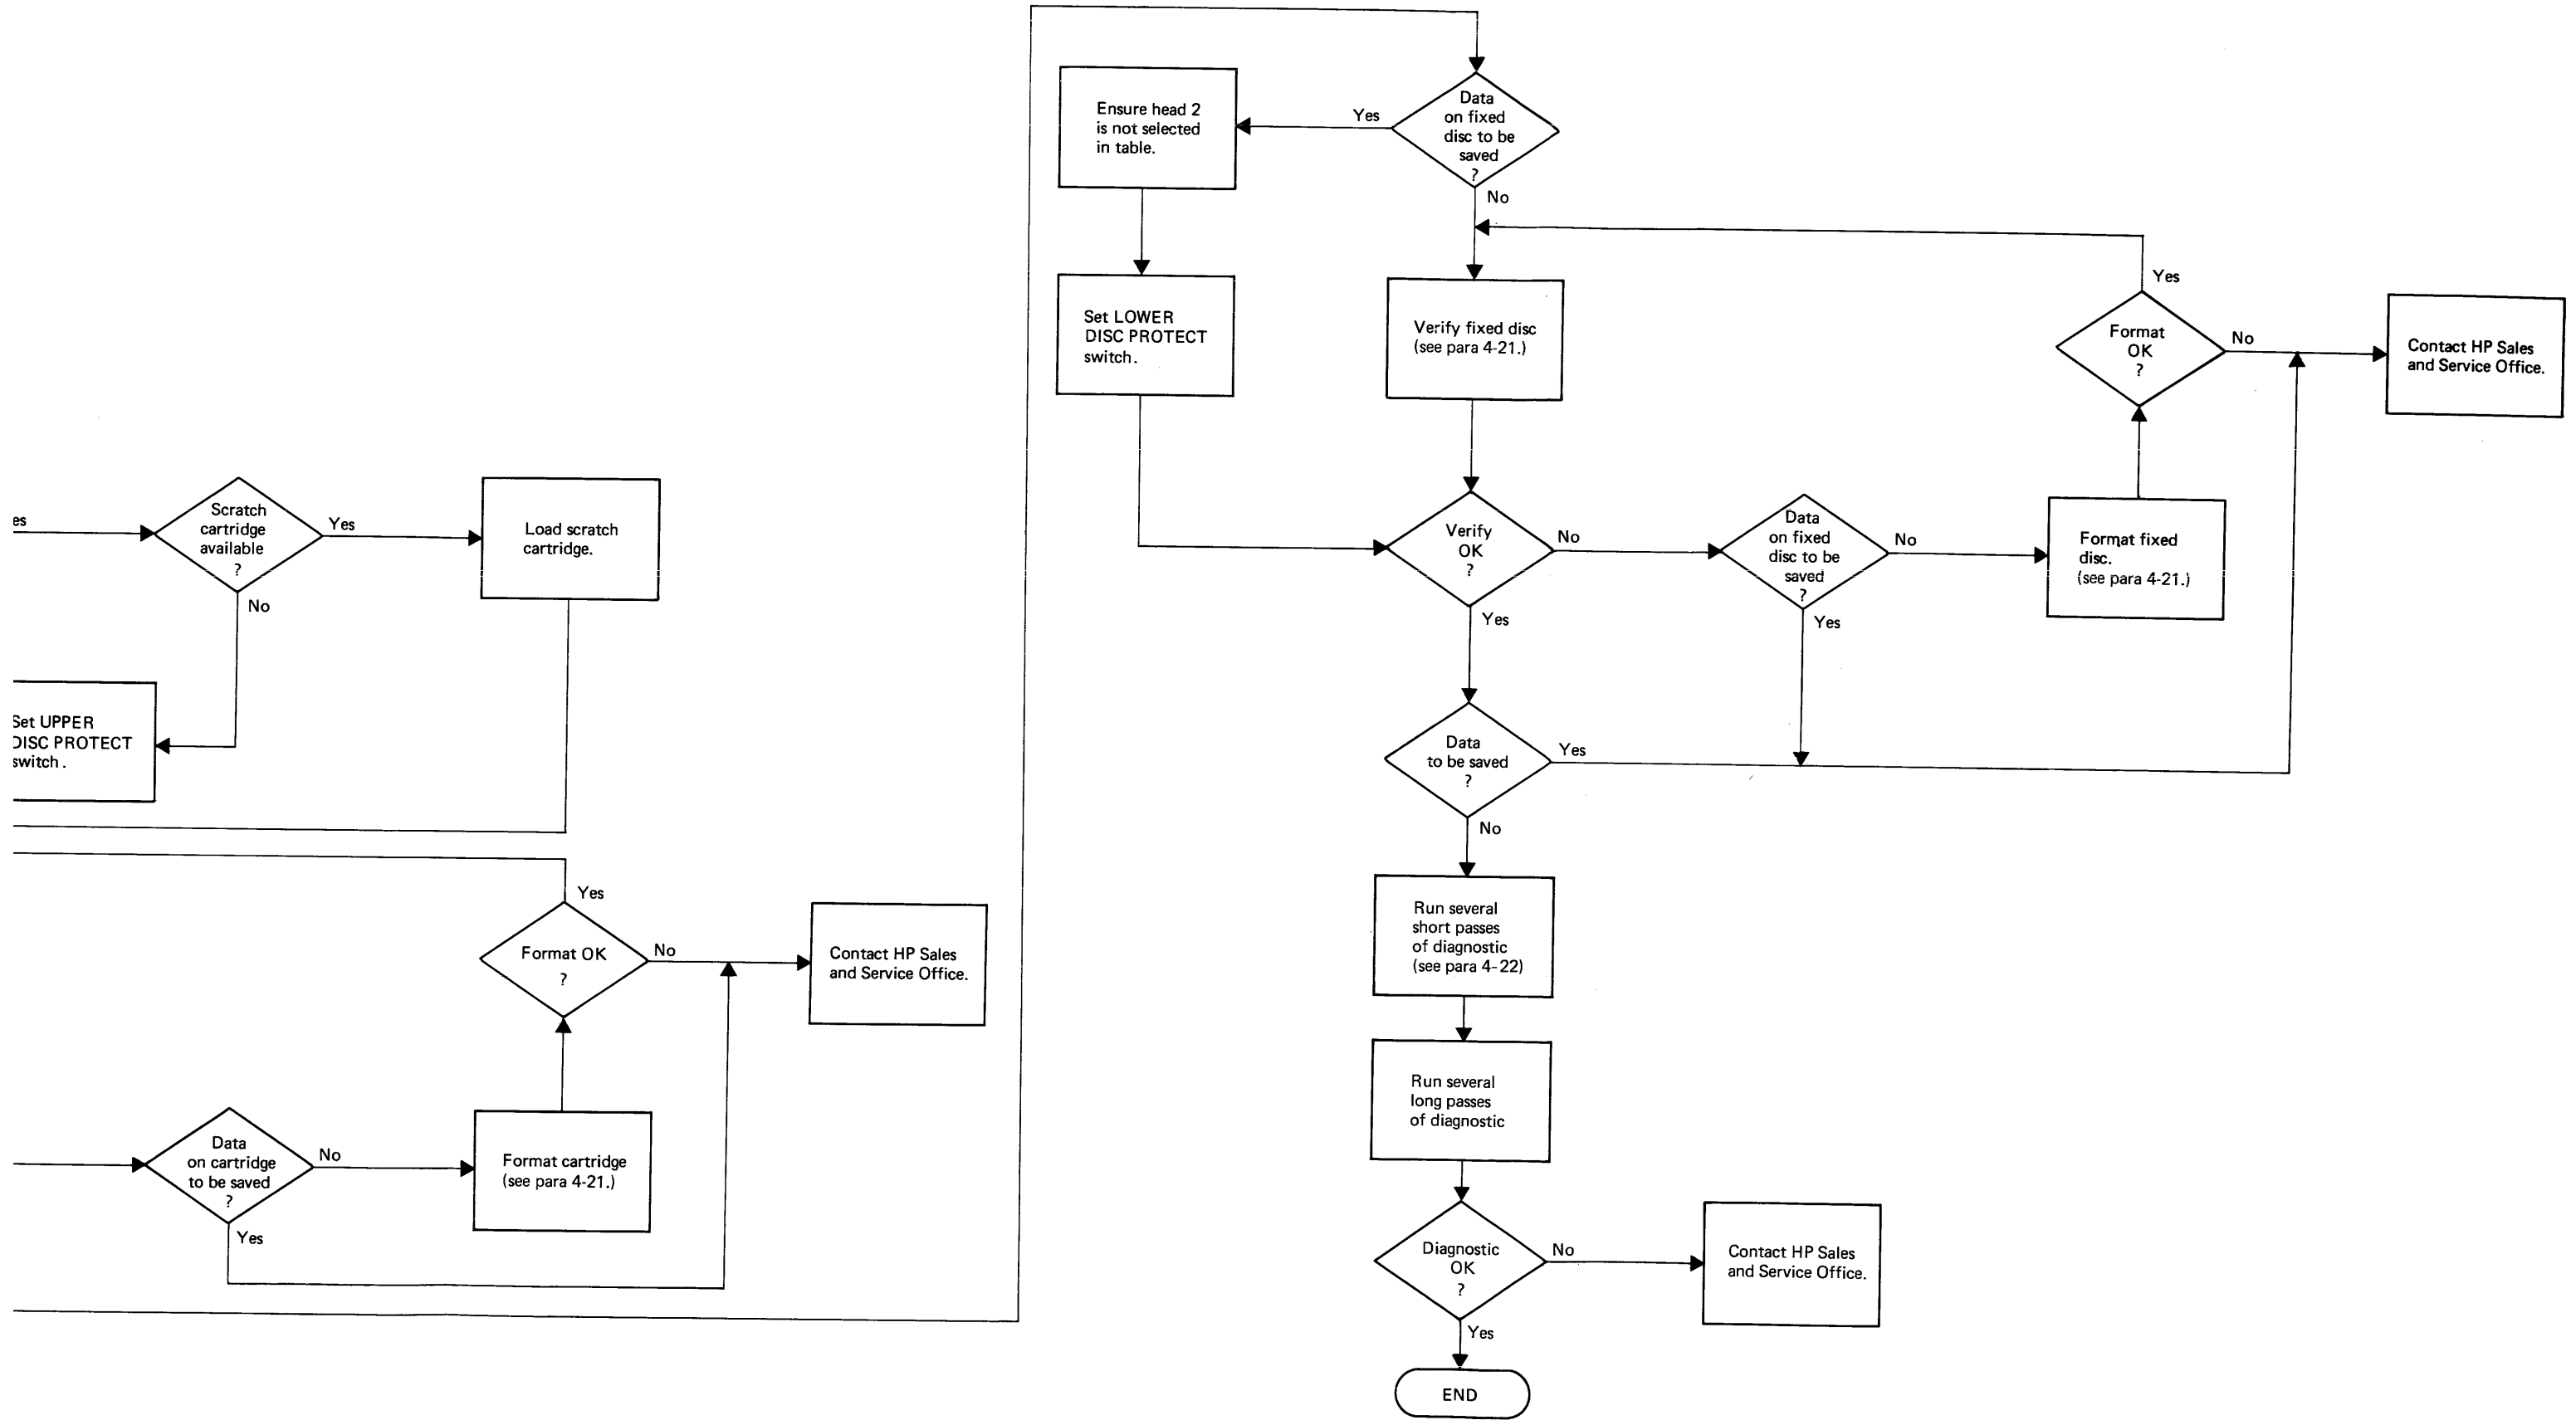 es
Scratch
cartridge
available
?
Yes
No
Load scratch
cartridge.
Set UPPER
DISC PROTECT
switch.
Yes
Format OK
?
No
Contact HP Sales
and Service Office.
Data
on cartridge
to be saved
?
No
Yes
Format cartridge
(see para 4-21.)
Data
on fixed
disc to be
saved
?
Yes
No
Ensure head 2
is not selected
in table.
Set LOWER
DISC PROTECT
switch.
Verify fixed disc
(see para 4-21.)
Yes
Format
OK
?
No
Contact HP Sales
and Service Office.
Verify
OK
?
No
Yes
Data
on fixed
disc to be
saved
?
No
Yes
Format fixed
disc.
(see para 4-21.)
Data
to be saved
?
Yes
No
Run several
short passes
of diagnostic
(see para 4-22)
Run several
long passes
of diagnostic
Diagnostic
OK
?
No
Yes
Contact HP Sales
and Service Office.
END